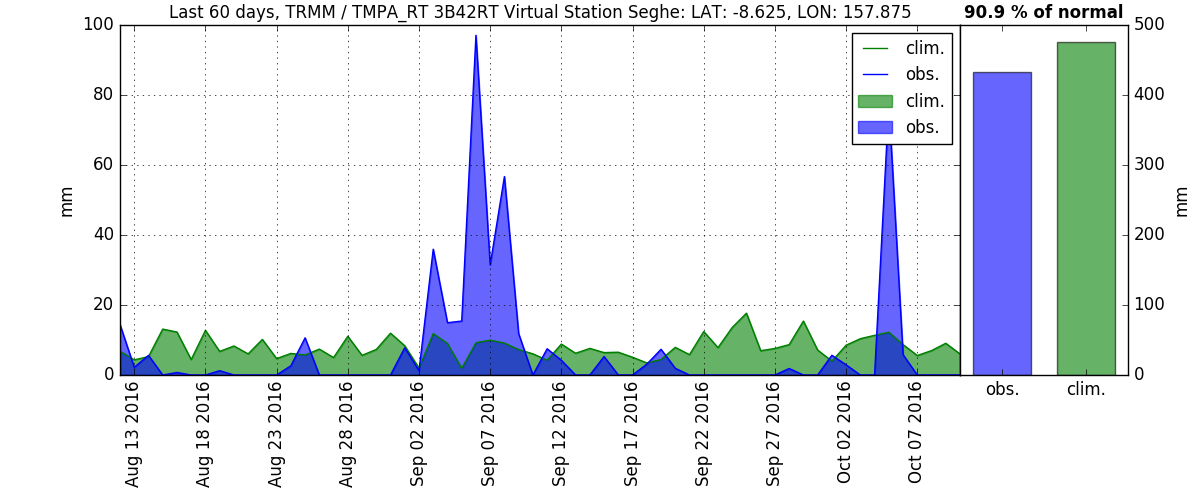 Last 60 days, TRMM / TMPA_RT 3B42RT Virtual Station Seghe: LAT: -8.625, LON: 157.875
90.9 % of normal
100
80
60
40
20
0
mm
clim.
obs.
clim.
obs.
500
400
300
200
100
0
mm
obs.
clim.
Aug 13 2016
Aug 18 2016
Aug 23 2016
Aug 28 2016
Sep 02 2016
Sep 07 2016
Sep 12 2016
Sep 17 2016
Sep 22 2016
Sep 27 2016
Oct 02 2016
Oct 07 2016